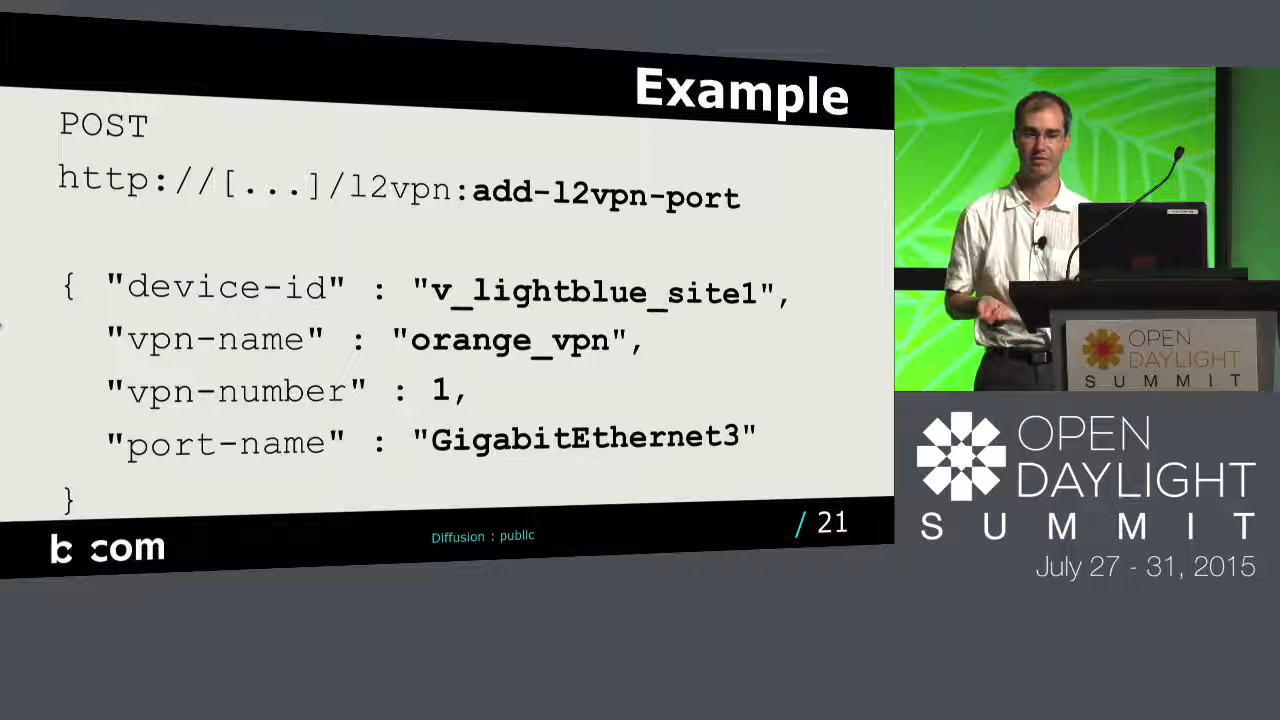 Example
POST
http://[...]/l2vpn:add-l2vpn-port
{ "device-id" : "v_lightblue_site1",
"vpn-name" : "orange_vpn",
"vpn-number" : 1,
"port-name" : "GigabitEthernet3"
}
b com
Diffusion : public
/ 21
OPEN
DAYLIGHT
SUMMIT
OPEN
DAYLIGHT
SUMMIT
July 27 - 31, 2015